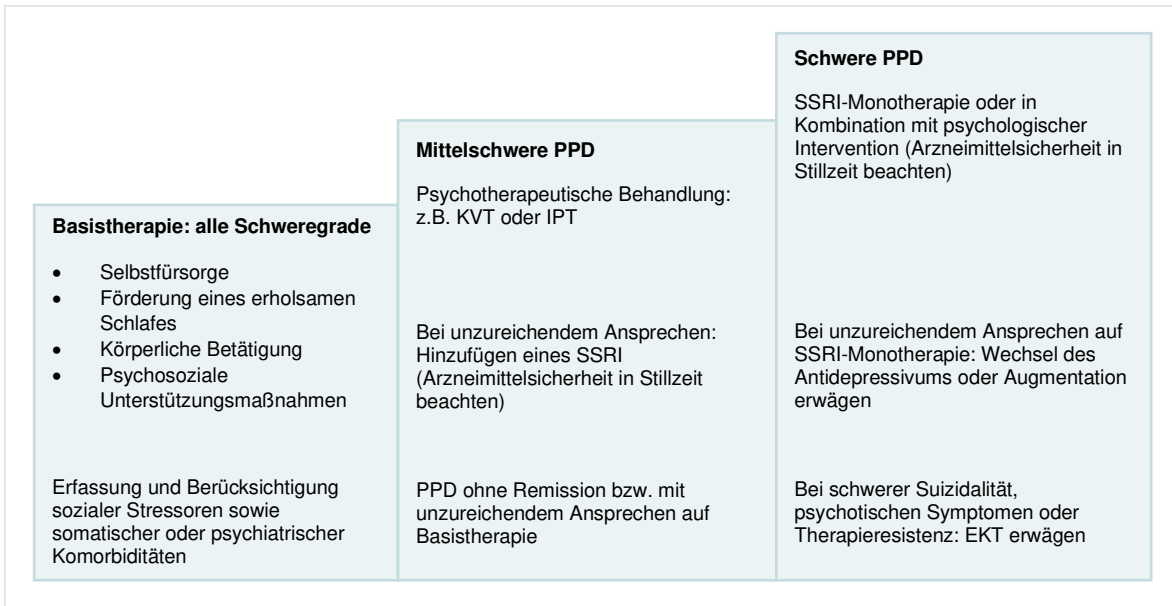 Basistherapie: alle Schweregrade
• Selbstfürsorge
• Förderung eines erholsamen
Schlafes
• Körperliche Betätigung
• Psychosoziale
Unterstützungsmaßnahmen
Erfassung und Berücksichtigung
sozialer Stressoren sowie
somatischer oder psychiatrischer
Komorbiditäten
Mittelschwere PPD
Psychotherapeutische Behandlung:
z.B. KVT oder IPT
Bei unzureichendem Ansprechen:
Hinzufügen eines SSRI
(Arzneimittelsicherheit in Stillzeit
beachten)
PPD ohne Remission bzw. mit
unzureichendem Ansprechen auf
Basistherapie
Schwere PPD
SSRI-Monotherapie oder in
Kombination mit psychologischer
Intervention (Arzneimittelsicherheit in
Stillzeit beachten)
Bei unzureichendem Ansprechen auf
SSRI-Monotherapie: Wechsel des
Antidepressivums oder Augmentation
erwägen
Bei schwerer Suizidalität,
psychotischen Symptomen oder
Therapieresistenz: EKT erwägen